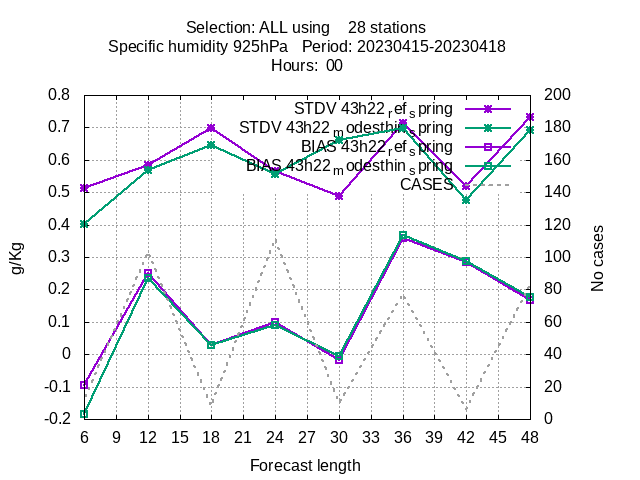 Selection: ALL using    28 stations
Specific humidity 925hPa   Period: 20230415-20230418
Hours:  00
STDV 43h22_ref_spring
STDV 43h22_modesthin_spring
BIAS 43h22_ref_spring
BIAS 43h22_modesthin_spring
CASES
0.8
0.7
0.6
0.5
0.4
0.3
0.2
0.1
0
-0.1
-0.2
g/Kg
200
180
160
140
120
100
80
60
40
20
0
No cases
6 9 12 15 18 21 24 27 30 33 36 39 42 45 48
Forecast length